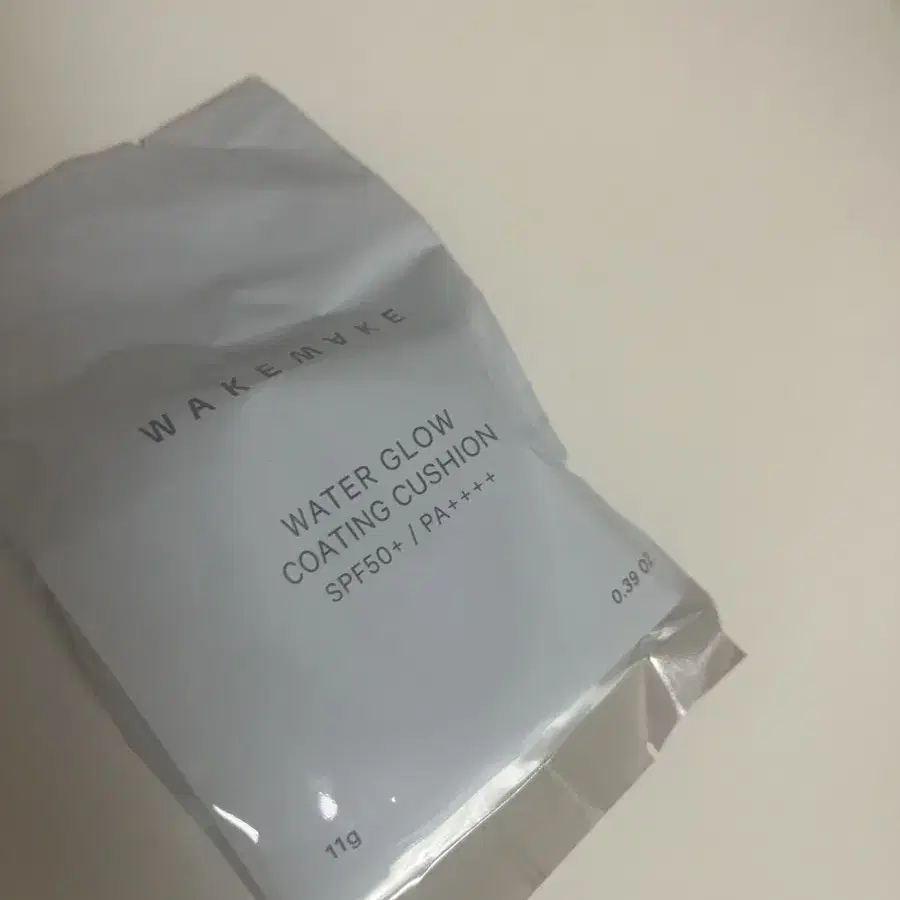 WAKEMAKE
WATER GLOW
COATING CUSHION
SPF50+ / PA++++
0.39 OZ
11g